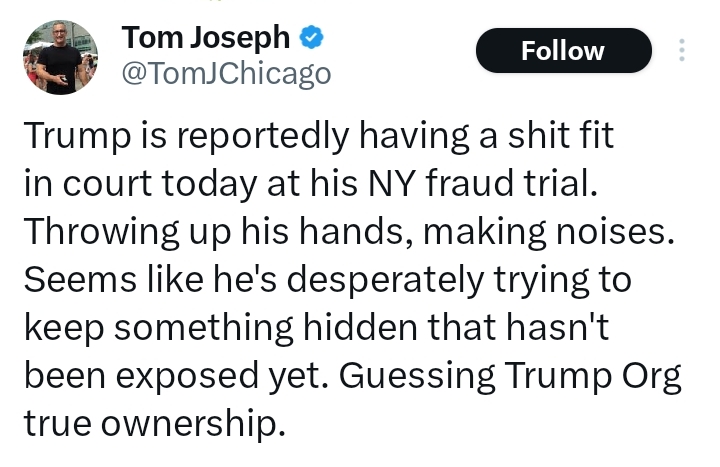 Tom Joseph
Follow
@TomJChicago
Trump is reportedly having a shit fit
in court today at his NY fraud trial.
Throwing up his hands, making noises.
Seems like he's desperately trying to
keep something hidden that hasn't
been exposed yet. Guessing Trump Org
true ownership.